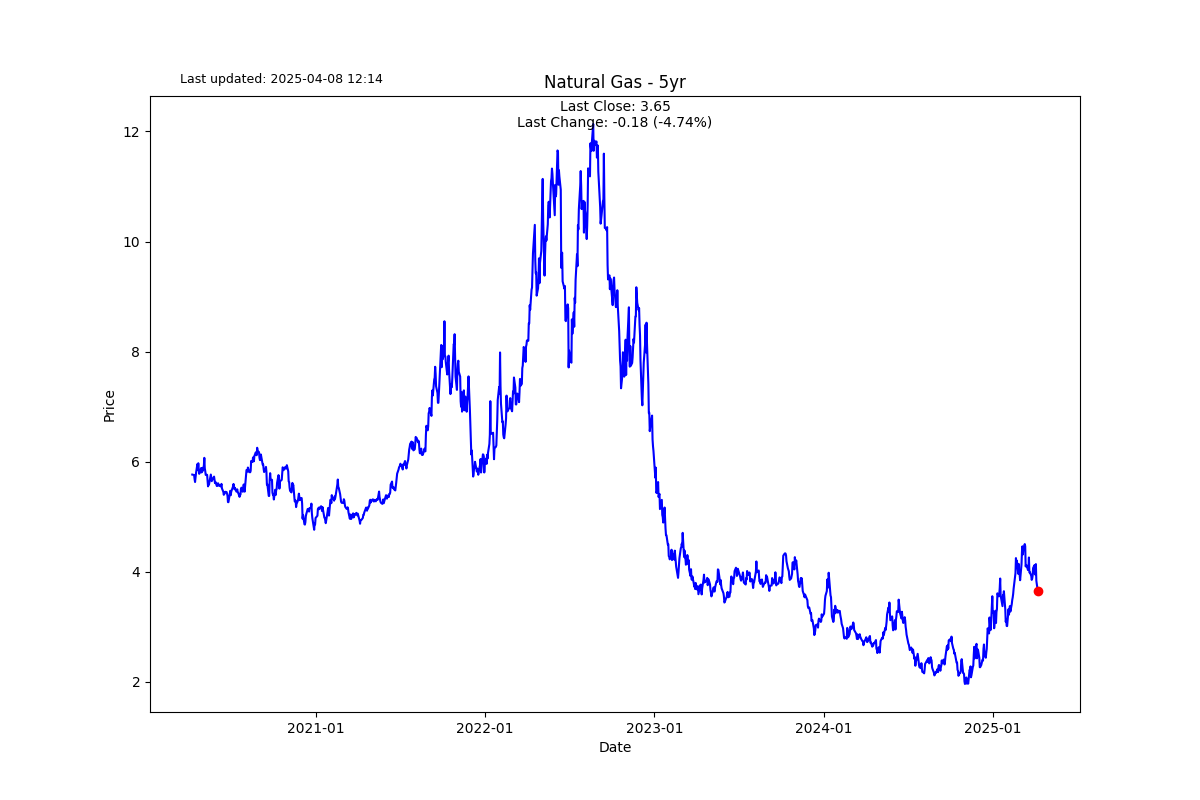 Last updated: 2025-04-08 12:14
Natural Gas - 5yr
Last Close: 3.65
Last Change: -0.18 (-4.74%)
12
10
8
6
4
2
Price
2021-01
2022-01
2023-01
2024-01
2025-01
Date